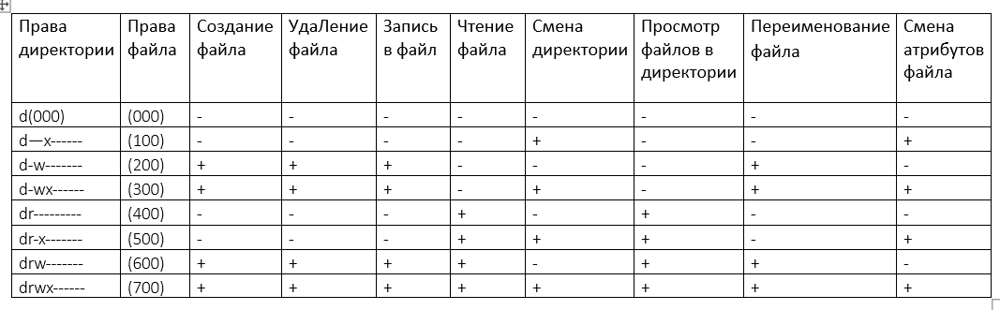 Права директории Права файла Создание файла УдаЛение файла Запись в файл Чтение файла Смена директории Просмотр файлов в директории Переименование файла Смена атрибутов файла
d(000) (000) - - - - - - - -
d—x------ (100) - - - - + - - +
d-w------- (200) + + + - - - + -
d-wx------ (300) + + + - + - + +
dr--------- (400) - - - + - + - -
dr-x------- (500) - - - + + + - +
drw------- (600) + + + + - + + -
drwx------ (700) + + + + + + + +